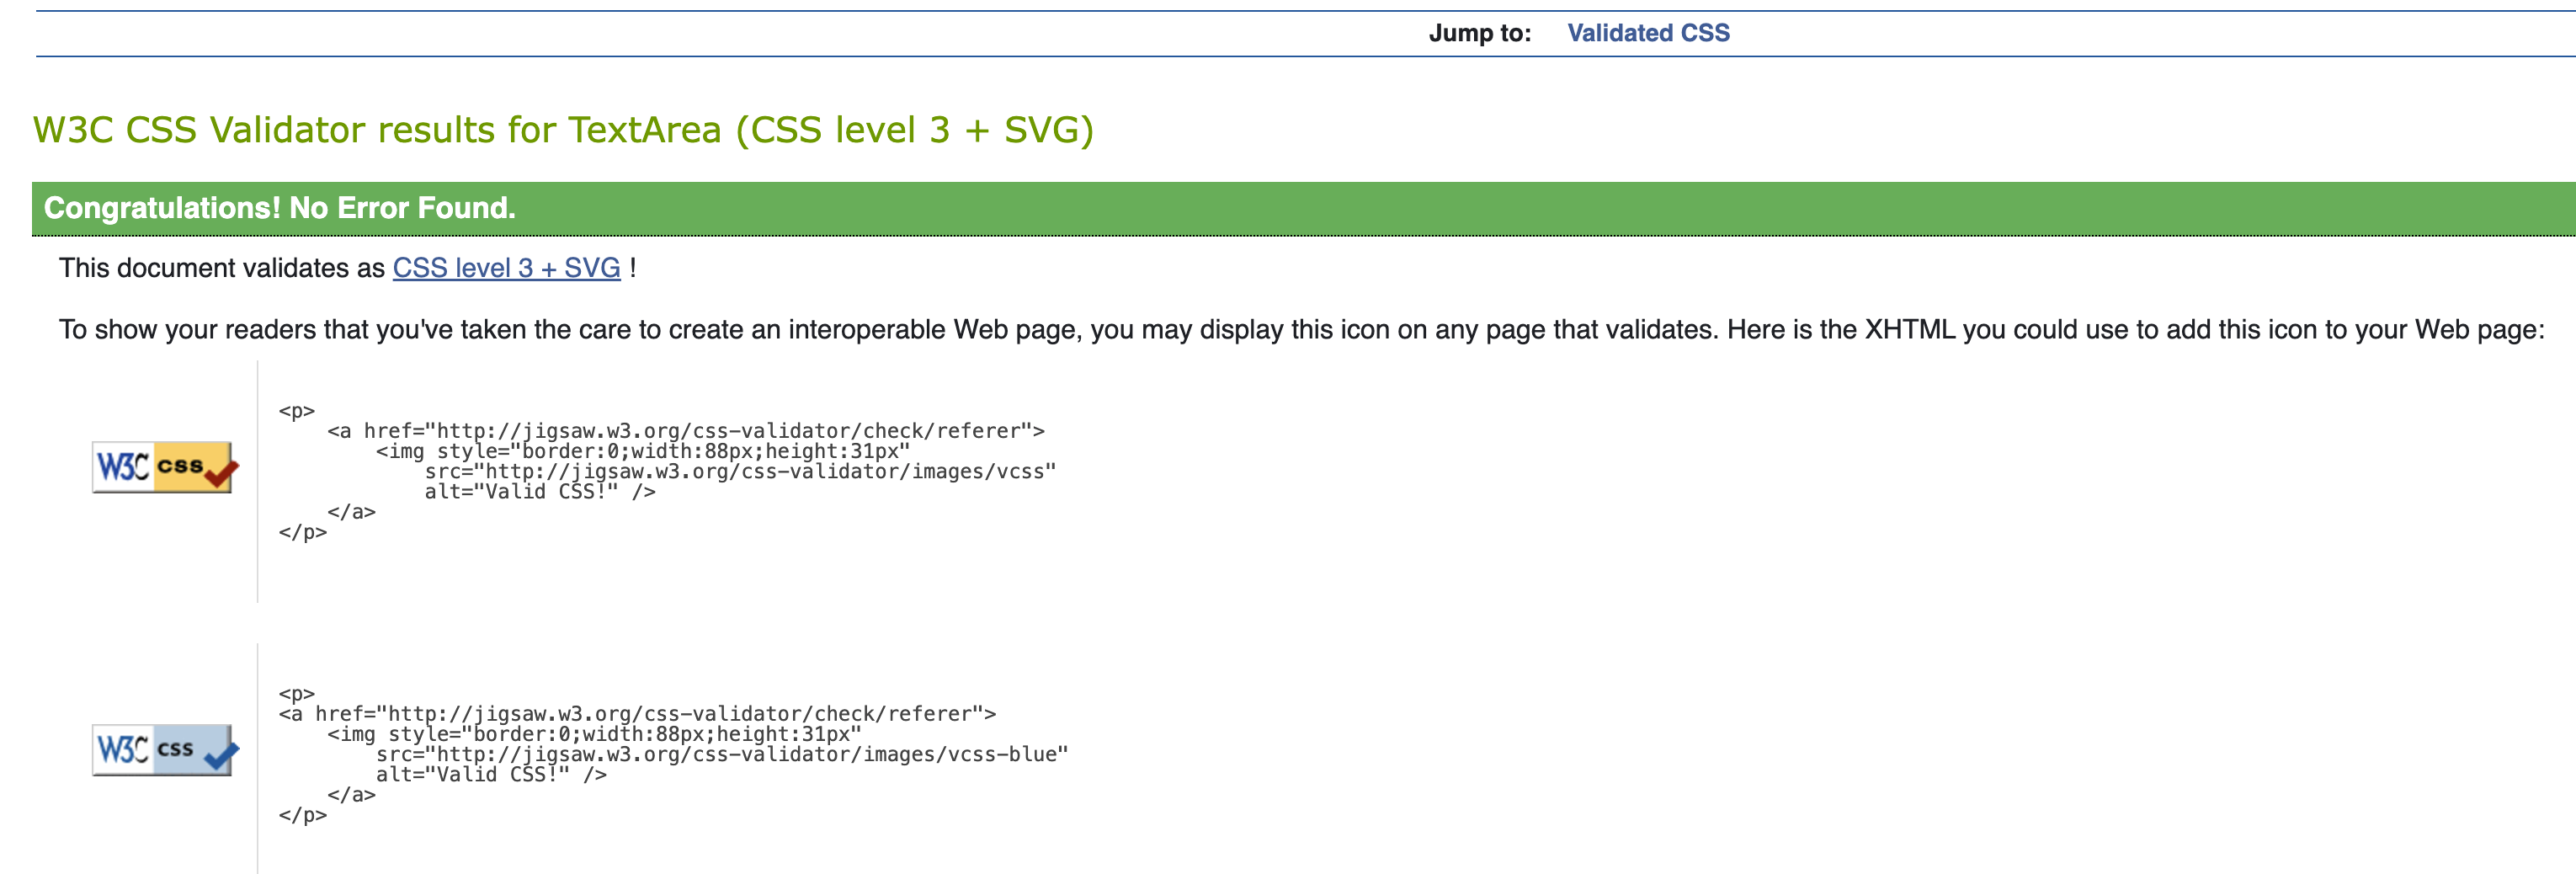 Jump to: Validated CSS
W3C CSS Validator results for TextArea (CSS level 3 + SVG)
Congratulations! No Error Found.
This document validates as CSS level 3 + SVG !
To show your readers that you've taken the care to create an interoperable Web page, you may display this icon on any page that validates. Here is the XHTML you could use to add this icon to your Web page:
W3C css
<p>
    <a href="http://jigsaw.w3.org/css-validator/check/referer">
        <img style="border:0;width:88px;height:31px"
            src="http://jigsaw.w3.org/css-validator/images/vcss"
            alt="Valid CSS!" />
    </a>
</p>
W3C css
<p>
<a href="http://jigsaw.w3.org/css-validator/check/referer">
    <img style="border:0;width:88px;height:31px"
        src="http://jigsaw.w3.org/css-validator/images/vcss-blue"
        alt="Valid CSS!" />
    </a>
</p>